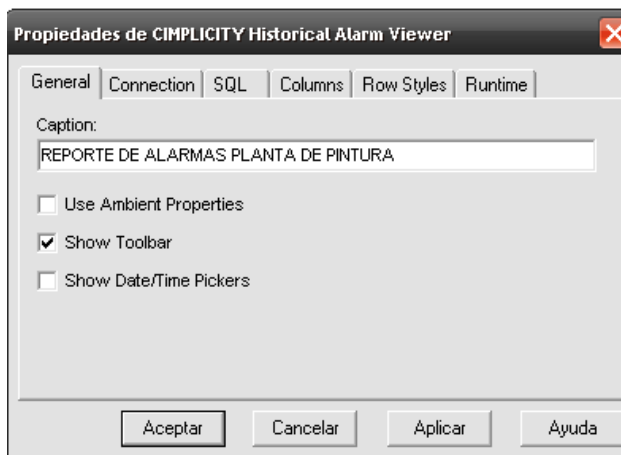 Propiedades de CIMPLICITY Historical Alarm Viewer
General Connection SQL Columns Row Styles Runtime
Caption:
REPORTE DE ALARMAS PLANTA DE PINTURA
Use Ambient Properties
Show Toolbar
Show Date/Time Pickers
Aceptar Cancelar Aplicar Ayuda